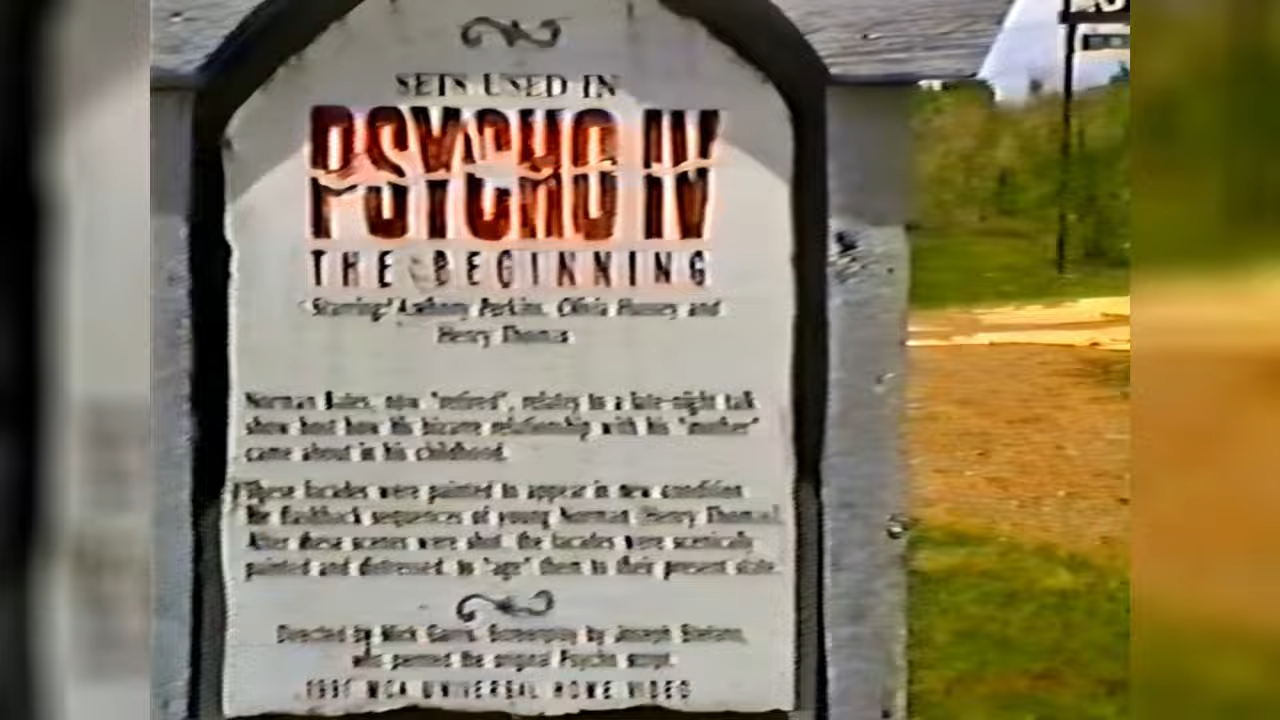 SETS USED IN
PSYCHO IV
THE BEGINNING
Starring: Anthony Perkins, Olivia Hussey and
Henry Thomas
Norman Bates, now "retired", relates to a late-night talk
show host how his bizarre relationship with his "mother"
came about in his childhood.
These facades were painted to appear in new condition
flashback sequences of young Norman (Henry Thomas).
After these scenes were shot, the facades were scenically
painted and distressed to "age" them to their present state.
Directed by Mick Garris, Screenplay by Joseph Stefano,
who penned the original Psycho script.
1991 MCA UNIVERSAL HOME VIDEO